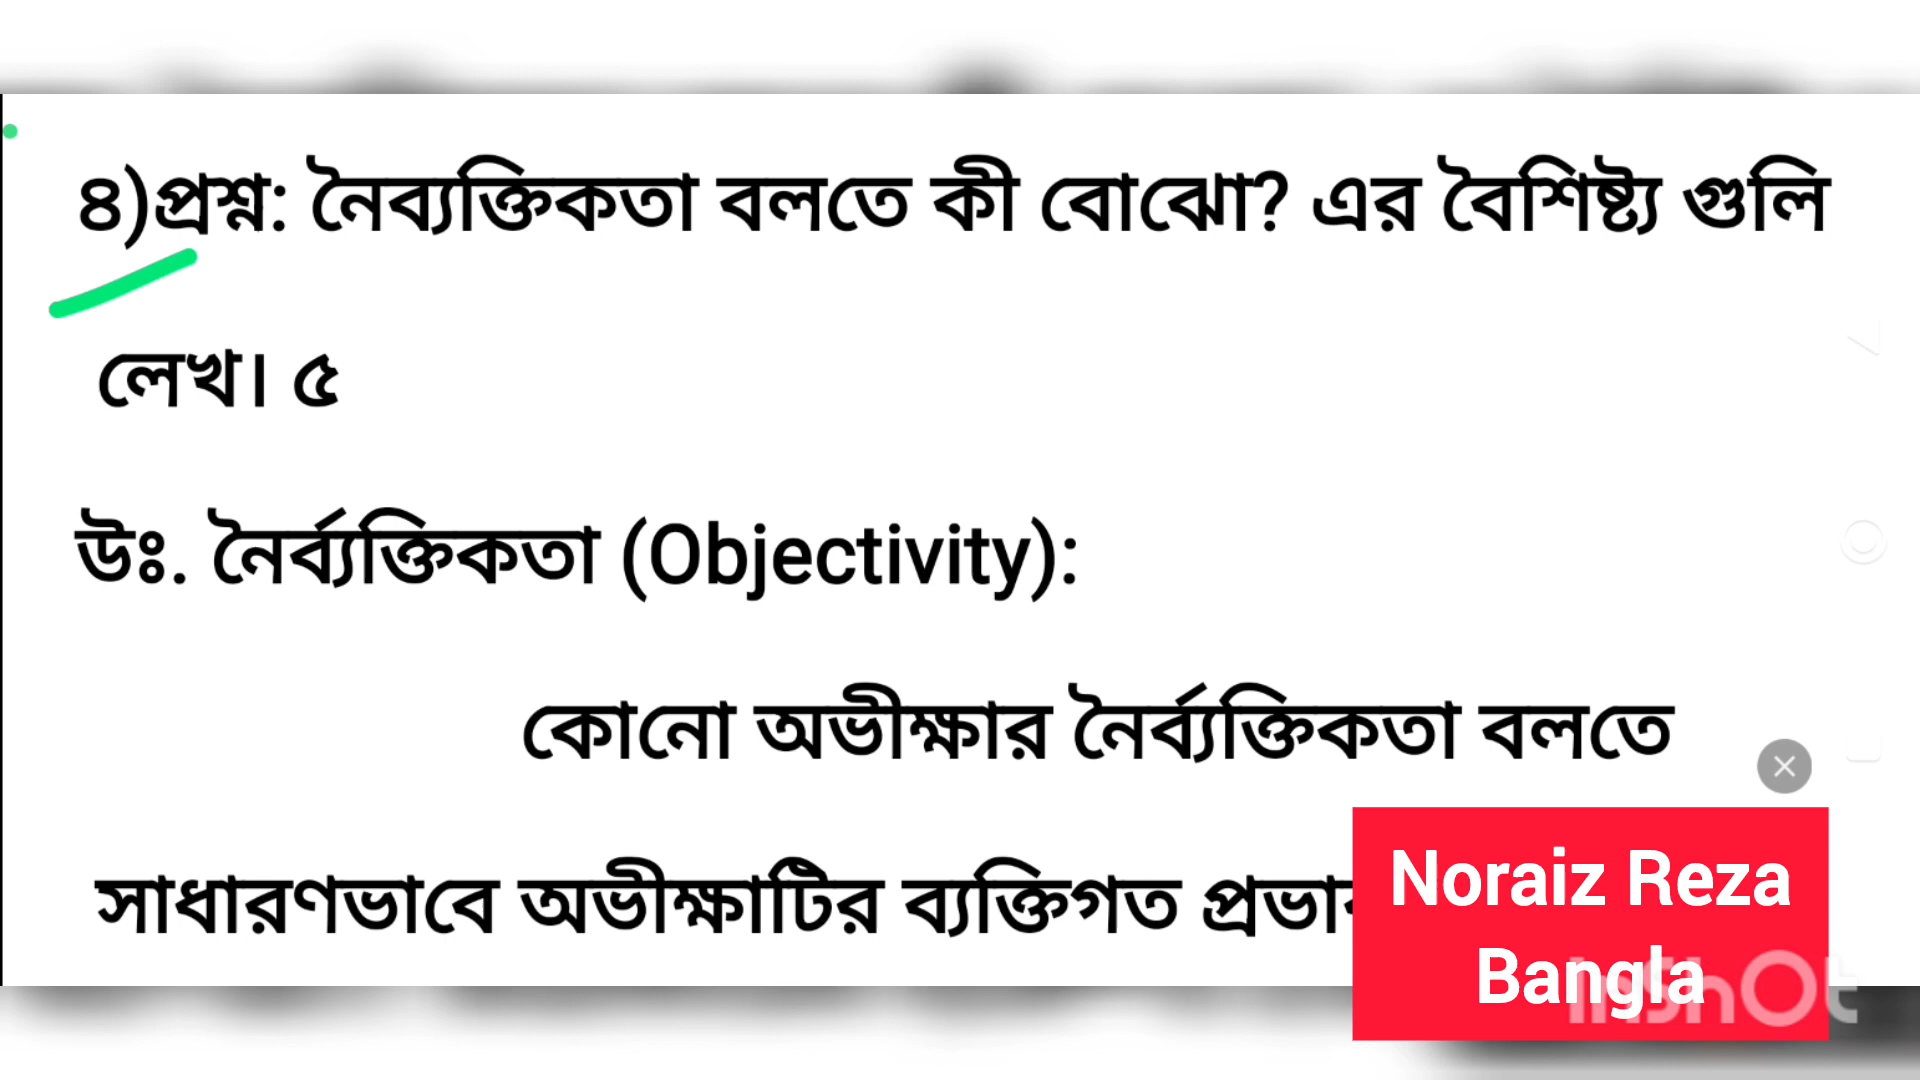 ৪)প্রশ্ন: নৈব্যক্তিকতা বলতে কী বোঝো? এর বৈশিষ্ট্য গুলি
লেখ। ৫
উঃ. নৈর্ব্যক্তিকতা (Objectivity):
কোনো অভীক্ষার নৈর্ব্যক্তিকতা বলতে
সাধারণভাবে অভীক্ষাটির ব্যক্তিগত
Noraiz Reza
Bangla
InShOt